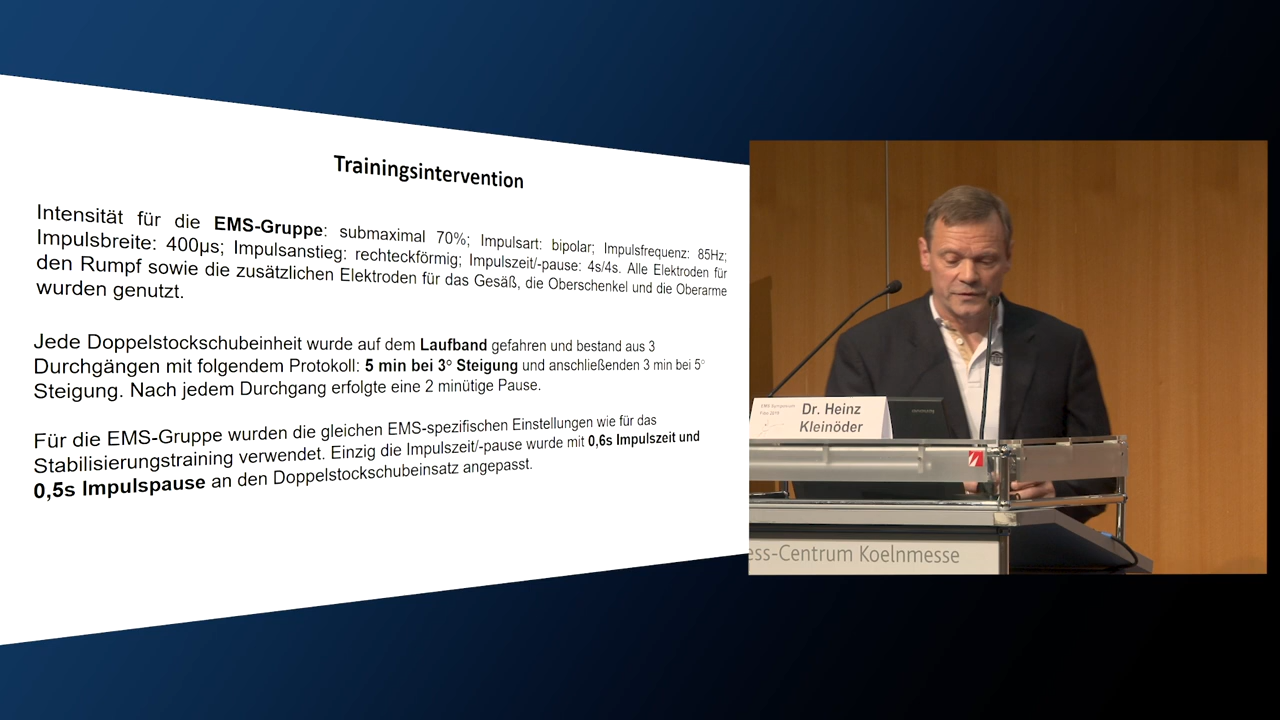 Trainingsintervention
Intensität für die EMS-Gruppe: submaximal 70%; Impulsart: bipolar; Impulsfrequenz: 85Hz;
Impulsbreite: 400µs; Impulsanstieg: rechteckförmig; Impulszeit/-pause: 4s/4s. Alle Elektroden für
den Rumpf sowie die zusätzlichen Elektroden für das Gesäß, die Oberschenkel und die Oberarme
wurden genutzt.
Jede Doppelstockschubeinheit wurde auf dem Laufband gefahren und bestand aus 3
Durchgängen mit folgendem Protokoll: 5 min bei 3° Steigung und anschließenden 3 min bei 5°
Steigung. Nach jedem Durchgang erfolgte eine 2 minütige Pause.
Für die EMS-Gruppe wurden die gleichen EMS-spezifischen Einstellungen wie für das
Stabilisierungstraining verwendet. Einzig die Impulszeit/-pause wurde mit 0,6s Impulszeit und
0,5s Impulspause an den Doppelstockschubeinsatz angepasst.
Dr. Heinz
Kleinöder
ess-Centrum Koelnmesse